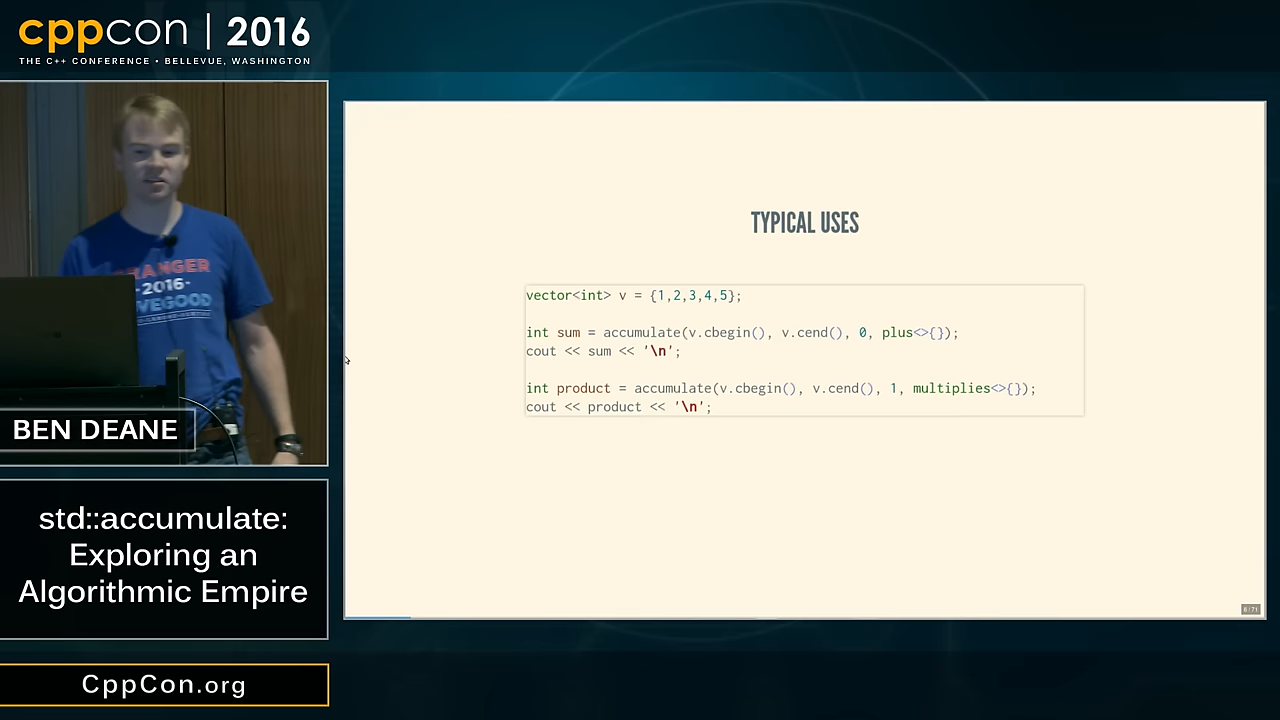 cppcon | 2016
THE C++ CONFERENCE • BELLEVUE, WASHINGTON
2016
BEN DEANE
std::accumulate:
Exploring an
Algorithmic Empire
CppCon.org
TYPICAL USES
vector<int> v = {1,2,3,4,5};
int sum = accumulate(v.cbegin(), v.cend(), 0, plus<>{});
cout << sum << '\n';
int product = accumulate(v.cbegin(), v.cend(), 1, multiplies<>{});
cout << product << '\n';